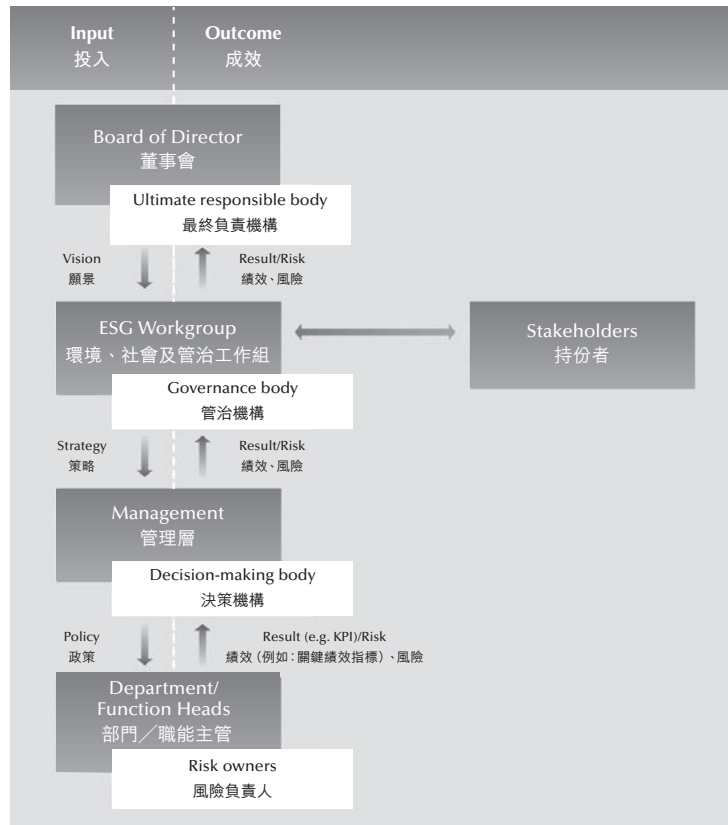 Input
投入
Outcome
成效
Board of Director
董事會
Ultimate responsible body
最終負責機構
Vision
願景
Result/Risk
績效、風險
ESG Workgroup
環境、社會及管治工作組
Stakeholders
持份者
Governance body
管治機構
Strategy
策略
Result/Risk
績效、風險
Management
管理層
Decision-making body
決策機構
Policy
政策
Result (e.g. KPI)/Risk
績效（例如：關鍵績效指標）、風險
Department/
Function Heads
部門／職能主管
Risk owners
風險負責人